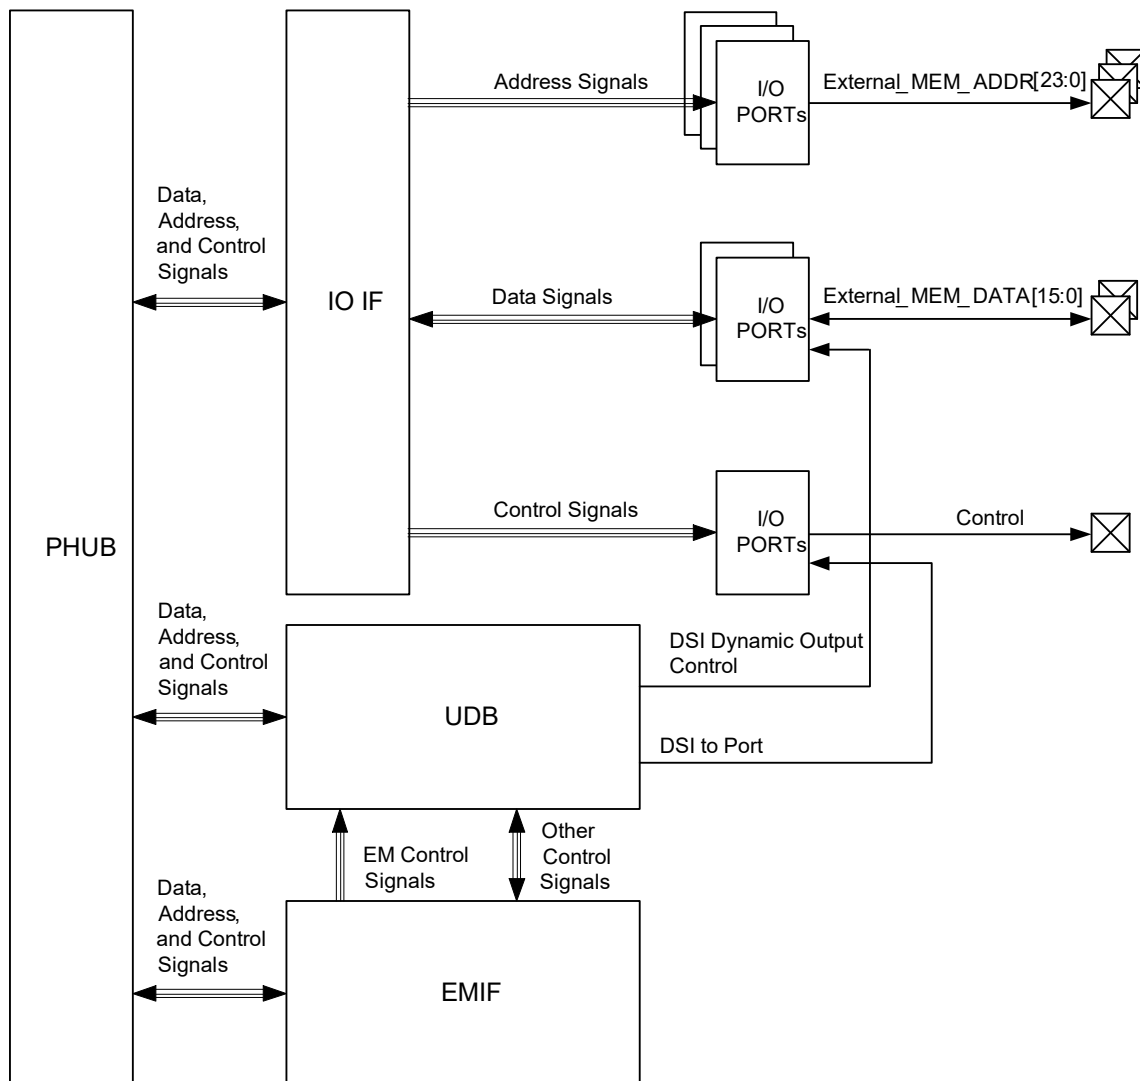 Address Signals
I/O
PORTs
External_MEM_ADDR[23:0]
Data,
Address,
and Control
Signals
IO IF
Data Signals
I/O
PORTs
External_MEM_DATA[15:0]
Control Signals
I/O
PORTs
Control
PHUB
Data,
Address,
and Control
Signals
UDB
DSI Dynamic Output
Control
DSI to Port
EM Control
Signals
Other
Control
Signals
Data,
Address,
and Control
Signals
EMIF